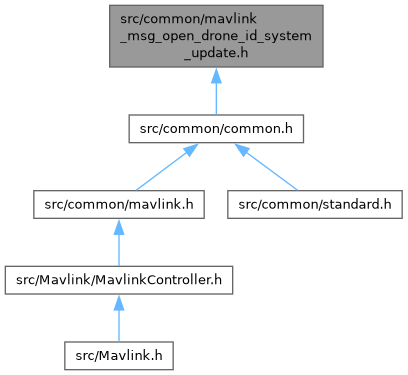 src/common/mavlink
_msg_open_drone_id_system
_update.h
src/common/common.h
src/common/mavlink.h
src/common/standard.h
src/Mavlink/MavlinkController.h
src/Mavlink.h